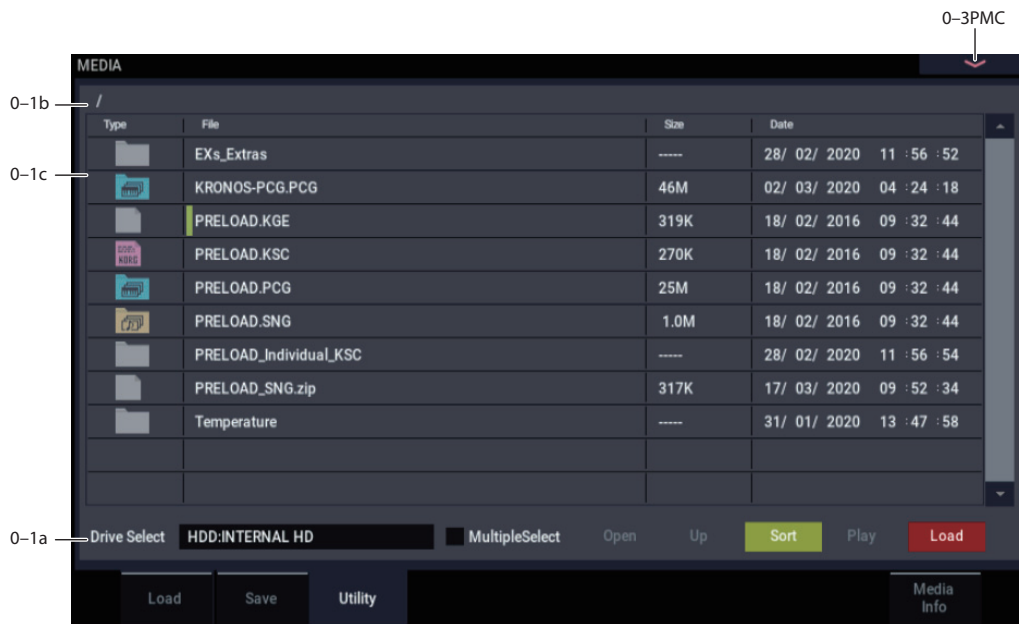 0–3PMC
MEDIA
0–1b
/
Type File Size Date
EXs_Extras ----- 28/ 02/ 2020 11 :56 :52
0–1c
KRONOS-PCG.PCG 46M 02/ 03/ 2020 04 :24 :18
PRELOAD.KGE 319K 18/ 02/ 2016 09 :32 :44
KORG PRELOAD.KSC 270K 18/ 02/ 2016 09 :32 :44
PRELOAD.PCG 25M 18/ 02/ 2016 09 :32 :44
PRELOAD.SNG 1.0M 18/ 02/ 2016 09 :32 :44
PRELOAD_Individual_KSC ----- 28/ 02/ 2020 11 :56 :54
PRELOAD_SNG.zip 317K 17/ 03/ 2020 09 :52 :34
Temperature ----- 31/ 01/ 2020 13 :47 :58
0–1a
Drive Select HDD:INTERNAL HD MultipleSelect Open Up Sort Play Load
Load Save Utility Media
Info